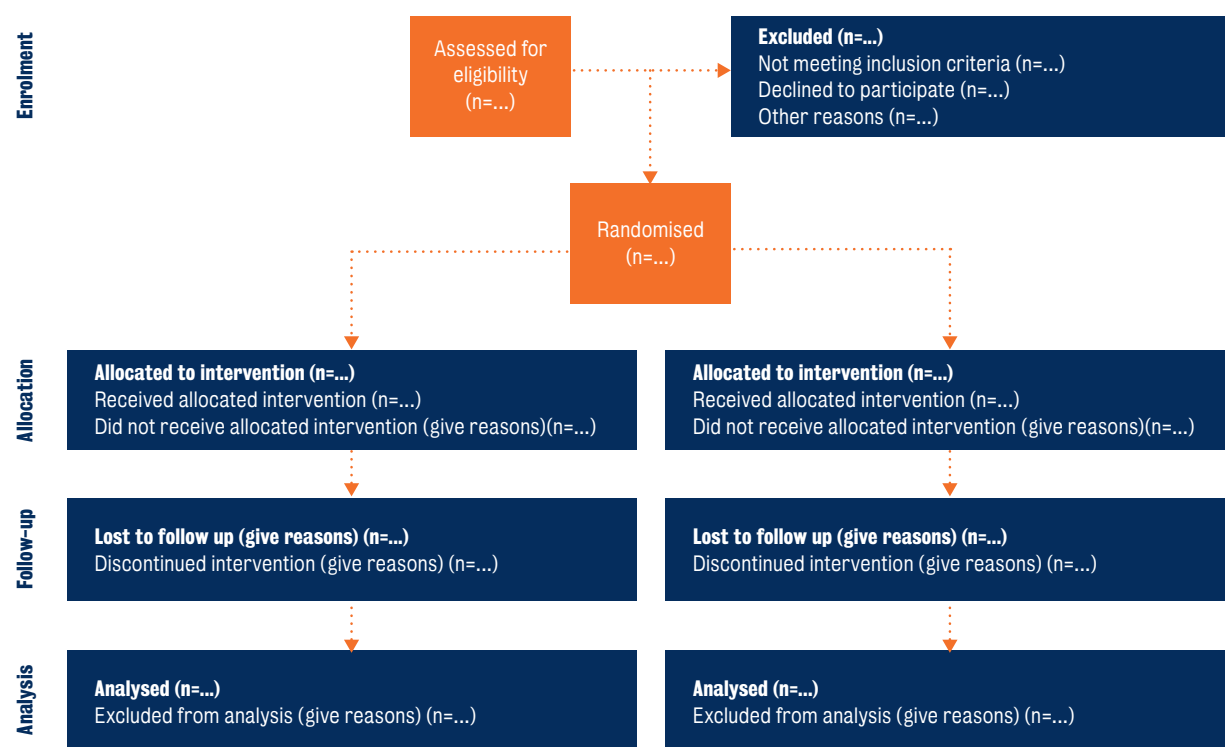 Enrolment
Assessed for
eligibility
(n=...)
Excluded (n=...)
Not meeting inclusion criteria (n=...)
Declined to participate (n=...)
Other reasons (n=...)
Randomised
(n=...)
Allocation
Allocated to intervention (n=...)
Received allocated intervention (n=...)
Did not receive allocated intervention (give reasons)(n=...)
Allocated to intervention (n=...)
Received allocated intervention (n=...)
Did not receive allocated intervention (give reasons)(n=...)
Follow-up
Lost to follow up (give reasons) (n=...)
Discontinued intervention (give reasons) (n=...)
Lost to follow up (give reasons) (n=...)
Discontinued intervention (give reasons) (n=...)
Analysis
Analysed (n=...)
Excluded from analysis (give reasons) (n=...)
Analysed (n=...)
Excluded from analysis (give reasons) (n=...)